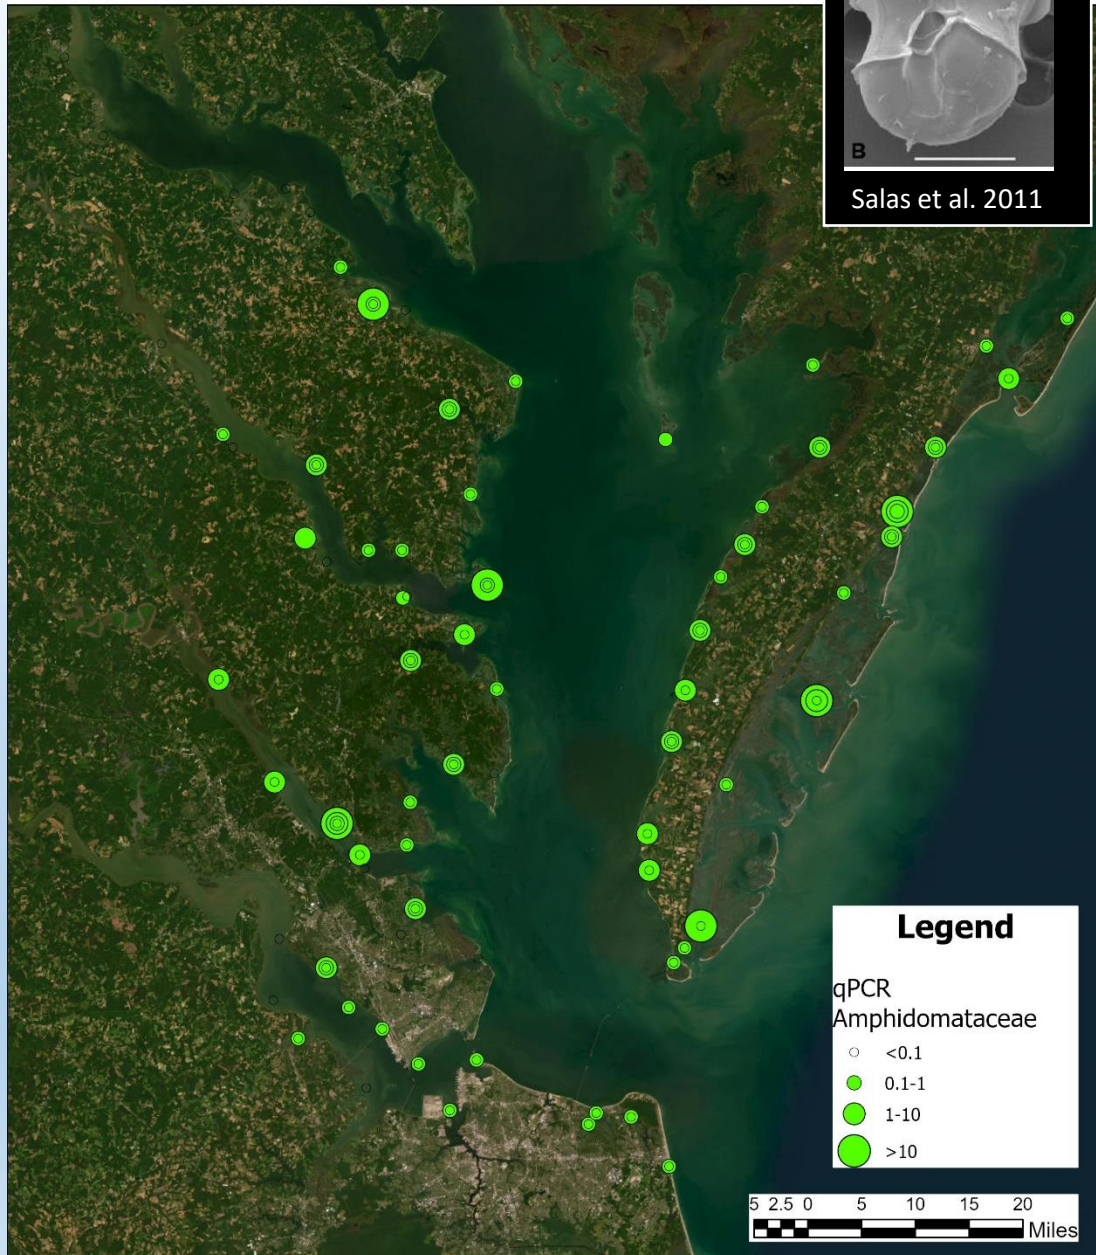 B
Salas et al. 2011
Legend
qPCR
Amphidomataceae
<0.1
0.1-1
1-10
>10
5 2.5 0 5 10 15 20
Miles